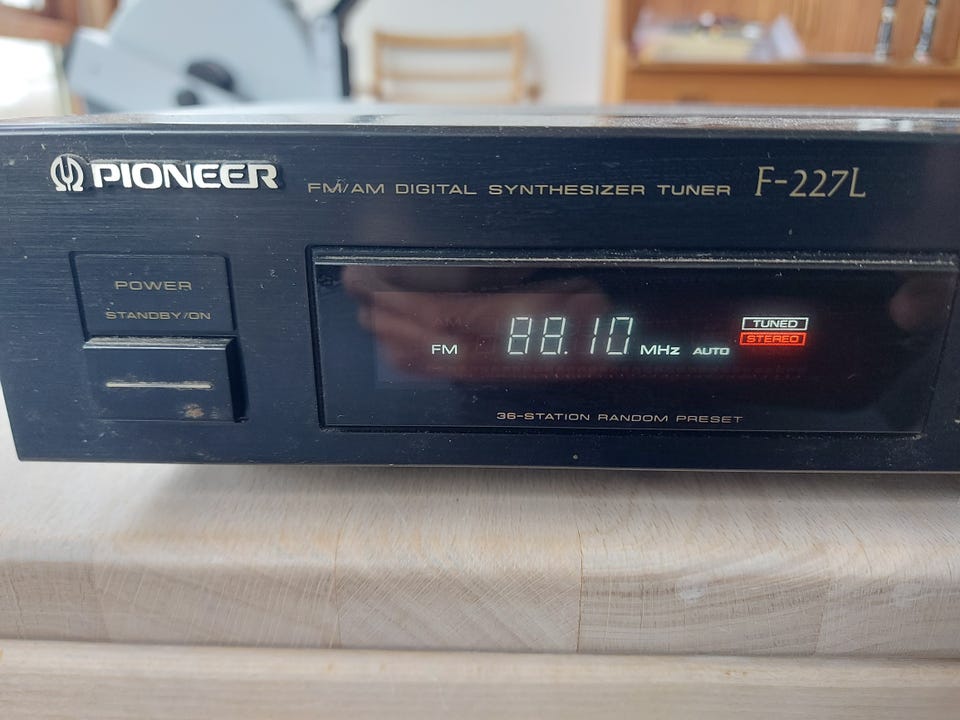 PIONEER FM/AM DIGITAL SYNTHESIZER TUNER F-227L
POWER
STANDBY/ON
AM
FM 88.10 MHz AUTO
TUNED
STEREO
36-STATION RANDOM PRESET